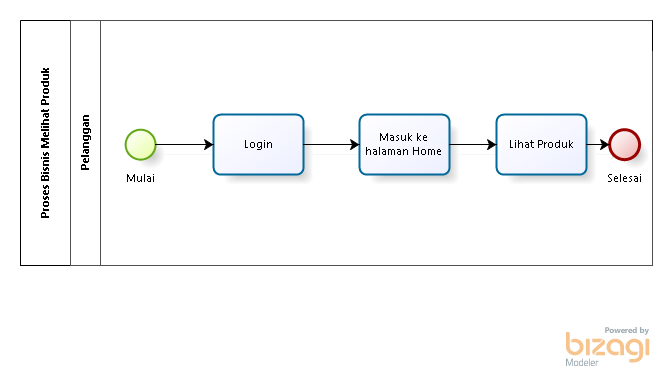 Proses Bisnis Melihat Produk
Pelanggan
Mulai
Login
Masuk ke
halaman Home
Lihat Produk
Selesai
Powered by
bizagi
Modeler